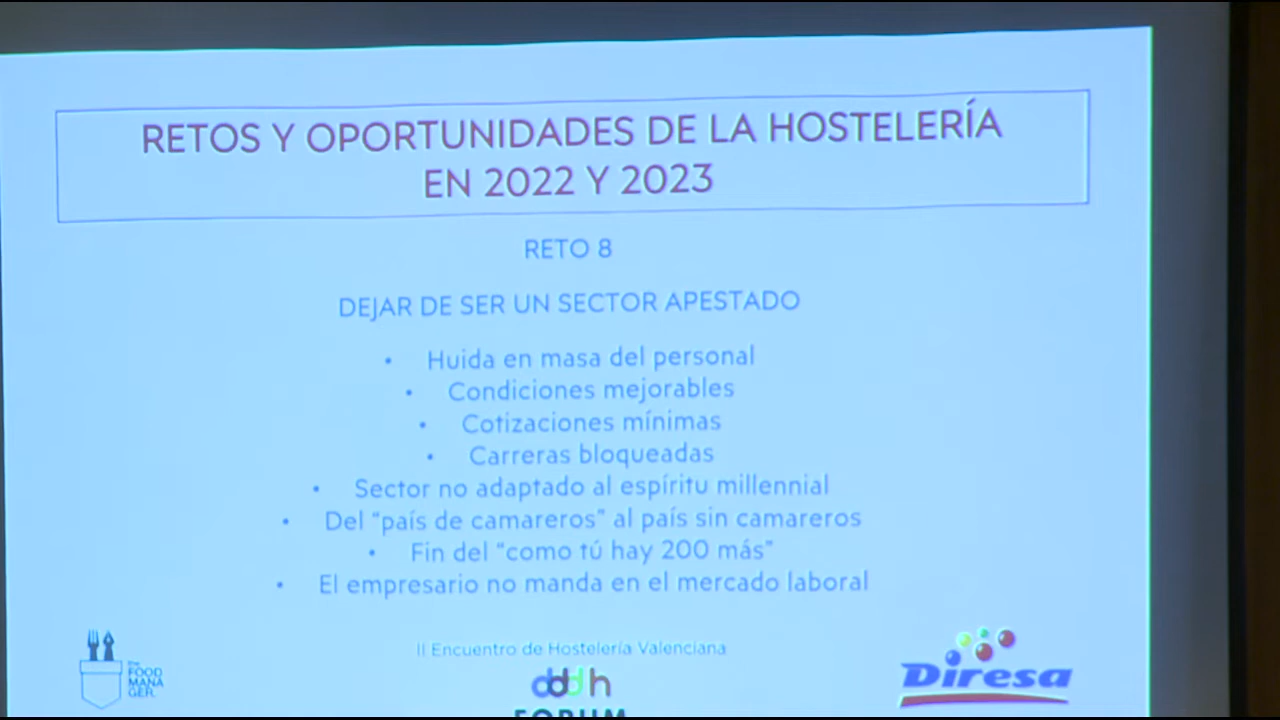 RETOS Y OPORTUNIDADES DE LA HOSTELERÍA
EN 2022 Y 2023
RETO 8
DEJAR DE SER UN SECTOR APESTADO
• Huida en masa del personal
• Condiciones mejorables
• Cotizaciones mínimas
• Carreras bloqueadas
• Sector no adaptado al espíritu millennial
• Del "país de camareros" al país sin camareros
• Fin del "como tú hay 200 más"
• El empresario no manda en el mercado laboral
II Encuentro de Hostelería Valenciana
the
FOOD
MANA
GER.
dddh
FORUM
Diresa